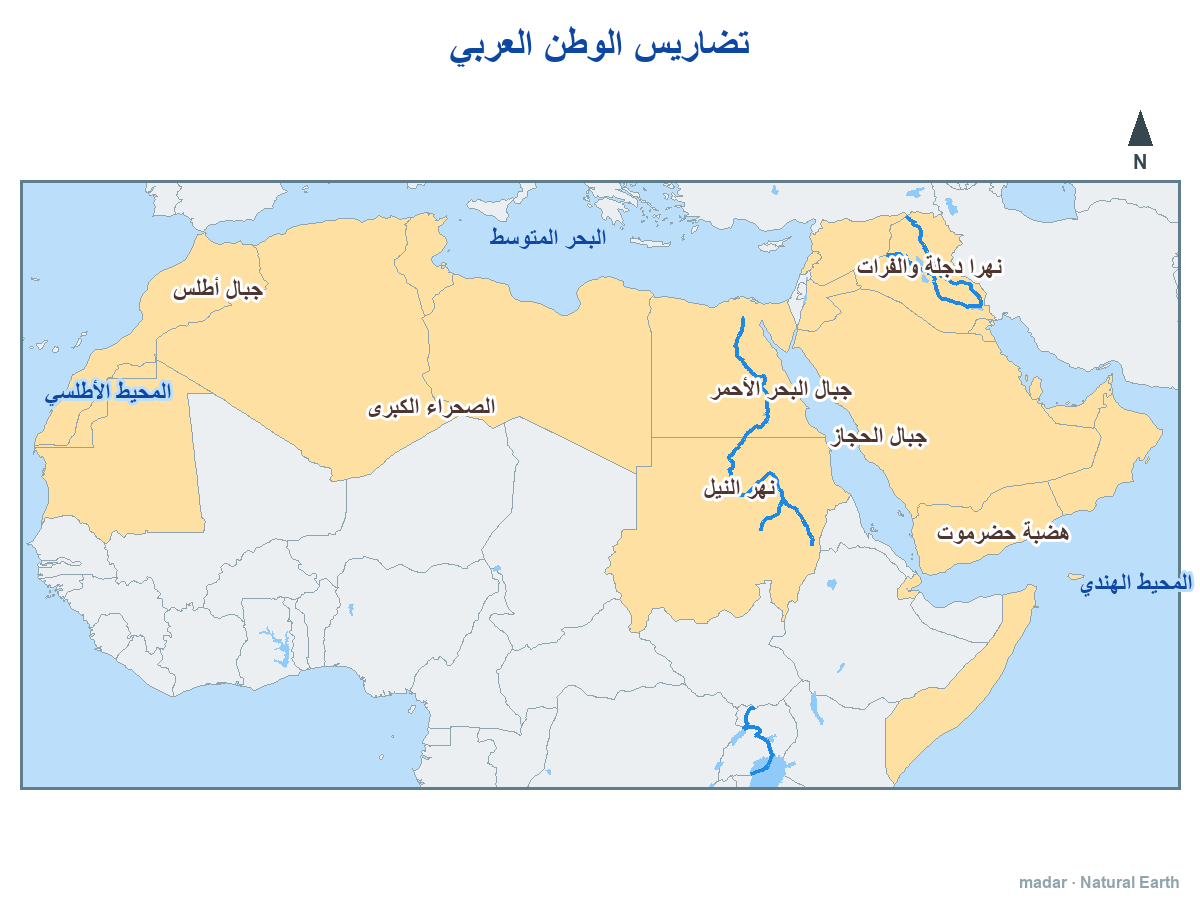 تضاريس الوطن العربي
N
البحر المتوسط
نهرا دجلة والفرات
جبال أطلس
المحيط الأطلسي
جبال البحر الأحمر
الصحراء الكبرى
جبال الحجاز
نهر النيل
هضبة حضرموت
المحيط الهندي
madar · Natural Earth